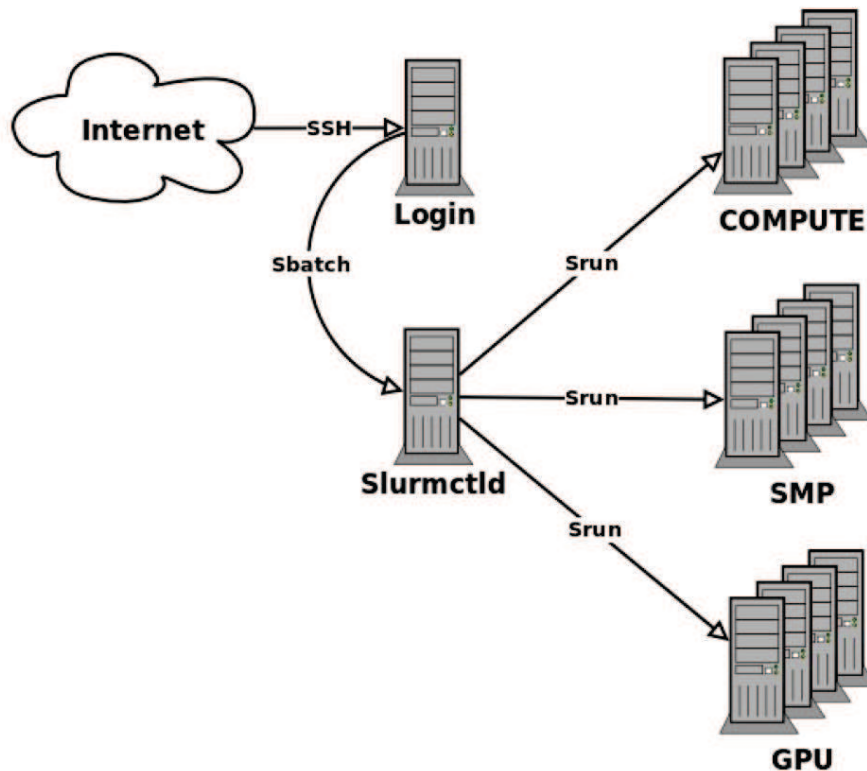 Internet
SSH
Login
COMPUTE
Sbatch
Srun
Srun
SMP
Slurmctld
Srun
GPU